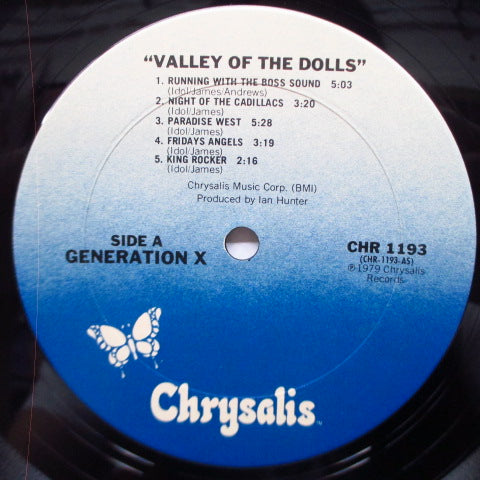 "VALLEY OF THE DOLLS"
1. RUNNING WITH THE BOSS SOUND 5:03
(Idol/James/Andrews)
2. NIGHT OF THE CADILLACS 3:20
(Idol/James)
3. PARADISE WEST 5:28
(Idol/James)
4. FRIDAYS ANGELS 3:19
(Idol/James)
5. KING ROCKER 2:16
(Idol/James)
Chrysalis Music Corp. (BMI)
Produced by Ian Hunter
SIDE A
GENERATION X
CHR 1193
(CHR-1193-AS)
℗1979 Chrysalis
Records
Chrysalis™